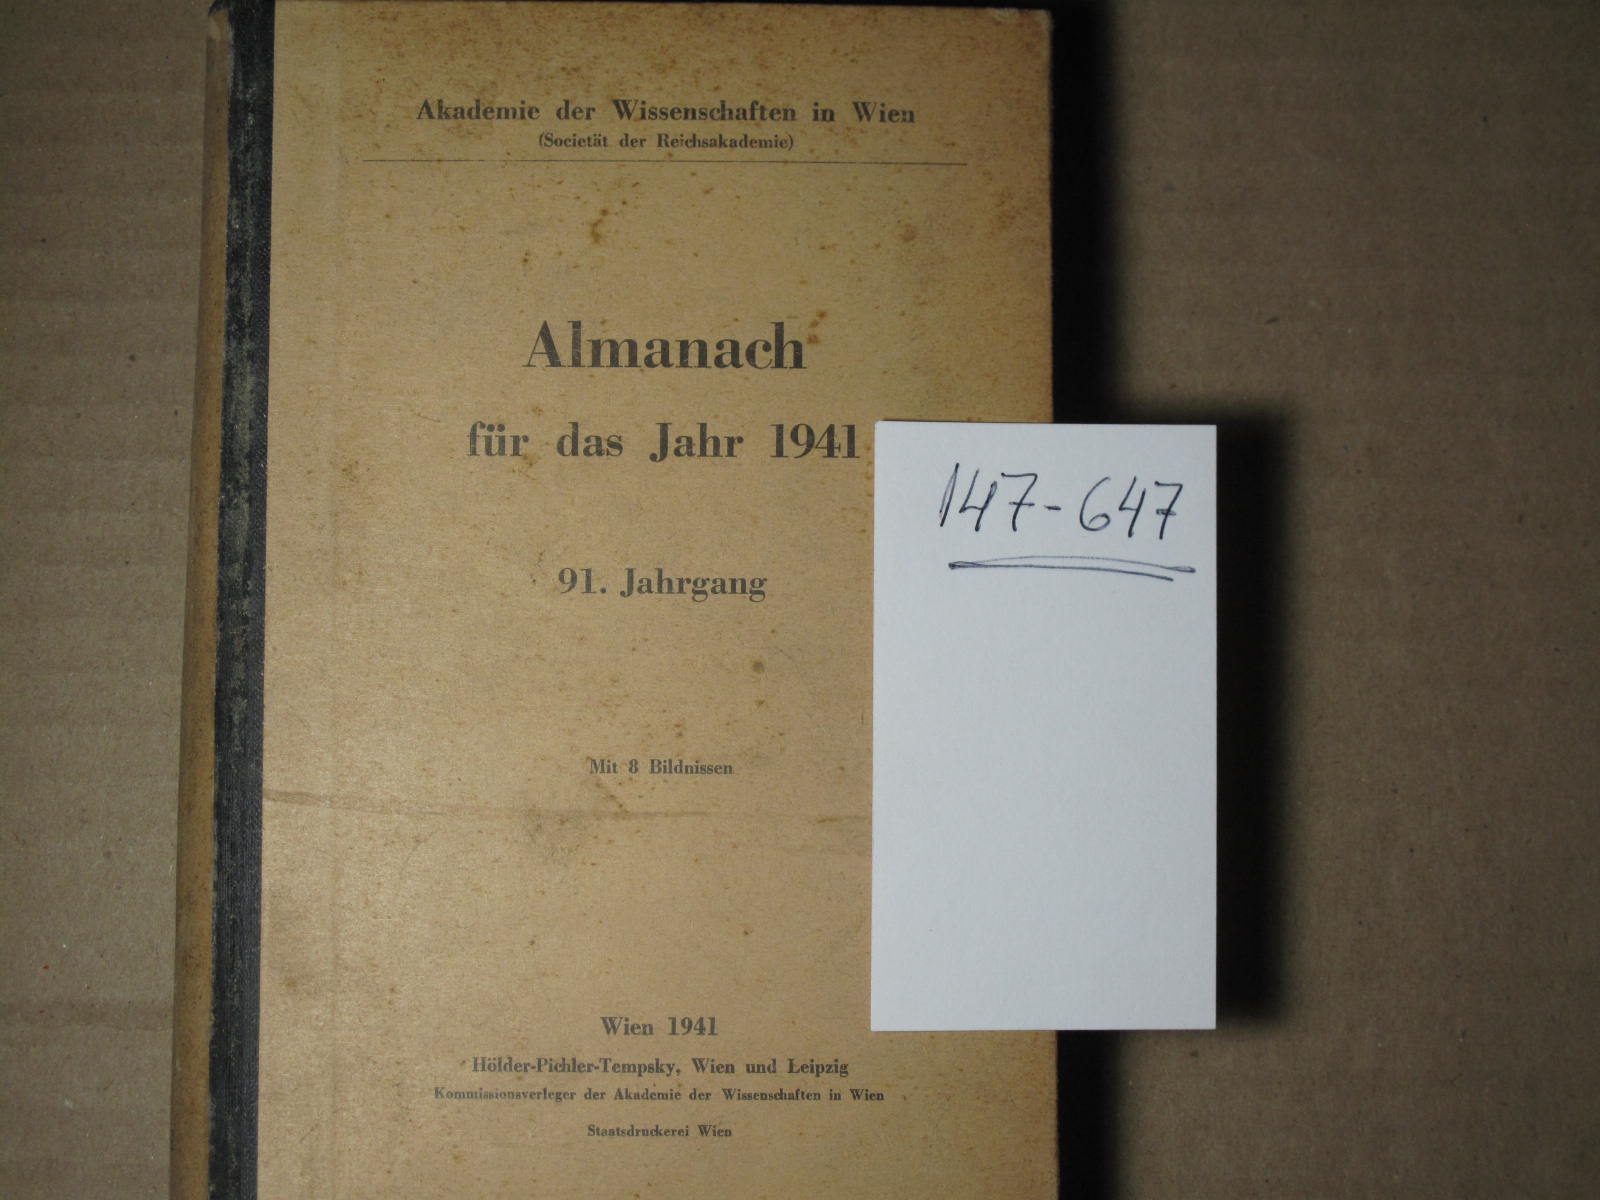 Akademie der Wissenschaften in Wien
(Societät der Reichsakademie)
Almanach
für das Jahr 1941
91. Jahrgang
Mit 8 Bildnissen
Wien 1941
Hölder-Pichler-Tempsky, Wien und Leipzig
Kommissionsverleger der Akademie der Wissenschaften in Wien
Staatsdruckerei Wien
147-647